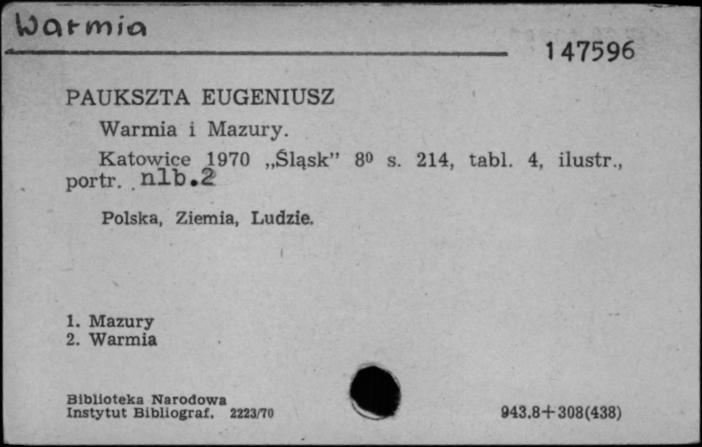 Warmia
147596
PAUKSZTA EUGENIUSZ
Warmia i Mazury.
Katowice 1970 „Śląsk” 8⁰ s. 214, tabl. 4, ilustr.,
portr. nlb.2
Polska, Ziemia, Ludzie.
1. Mazury
2. Warmia
Biblioteka Narodowa
Instytut Bibliograf. 2223/70
943.8+308(438)